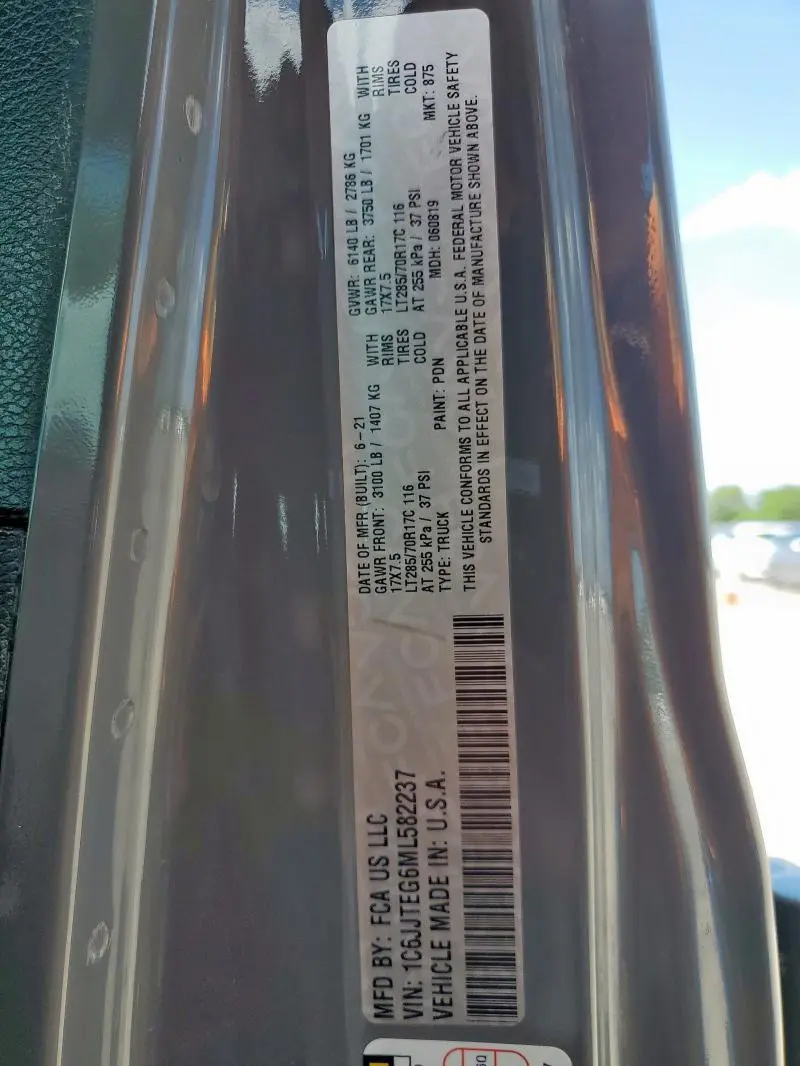 MFD BY: FCA US LLC
VIN: 1C6JJTEG6ML582237
VEHICLE MADE IN: U.S.A.
DATE OF MFR (BUILT): 6-21
GAWR FRONT: 3100 LB / 1407 KG WITH
17X7.5 RIMS
LT285/70R17C 116 TIRES
AT 255 kPa / 37 PSI COLD
TYPE: TRUCK PAINT: PDN
GVWR: 6140 LB / 2786 KG
GAWR REAR: 3750 LB / 1701 KG WITH
17X7.5 RIMS
LT285/70R17C 116 TIRES
AT 255 kPa / 37 PSI COLD
MDH: 060819 MKT: 875
THIS VEHICLE CONFORMS TO ALL APPLICABLE U.S.A. FEDERAL MOTOR VEHICLE SAFETY
STANDARDS IN EFFECT ON THE DATE OF MANUFACTURE SHOWN ABOVE.